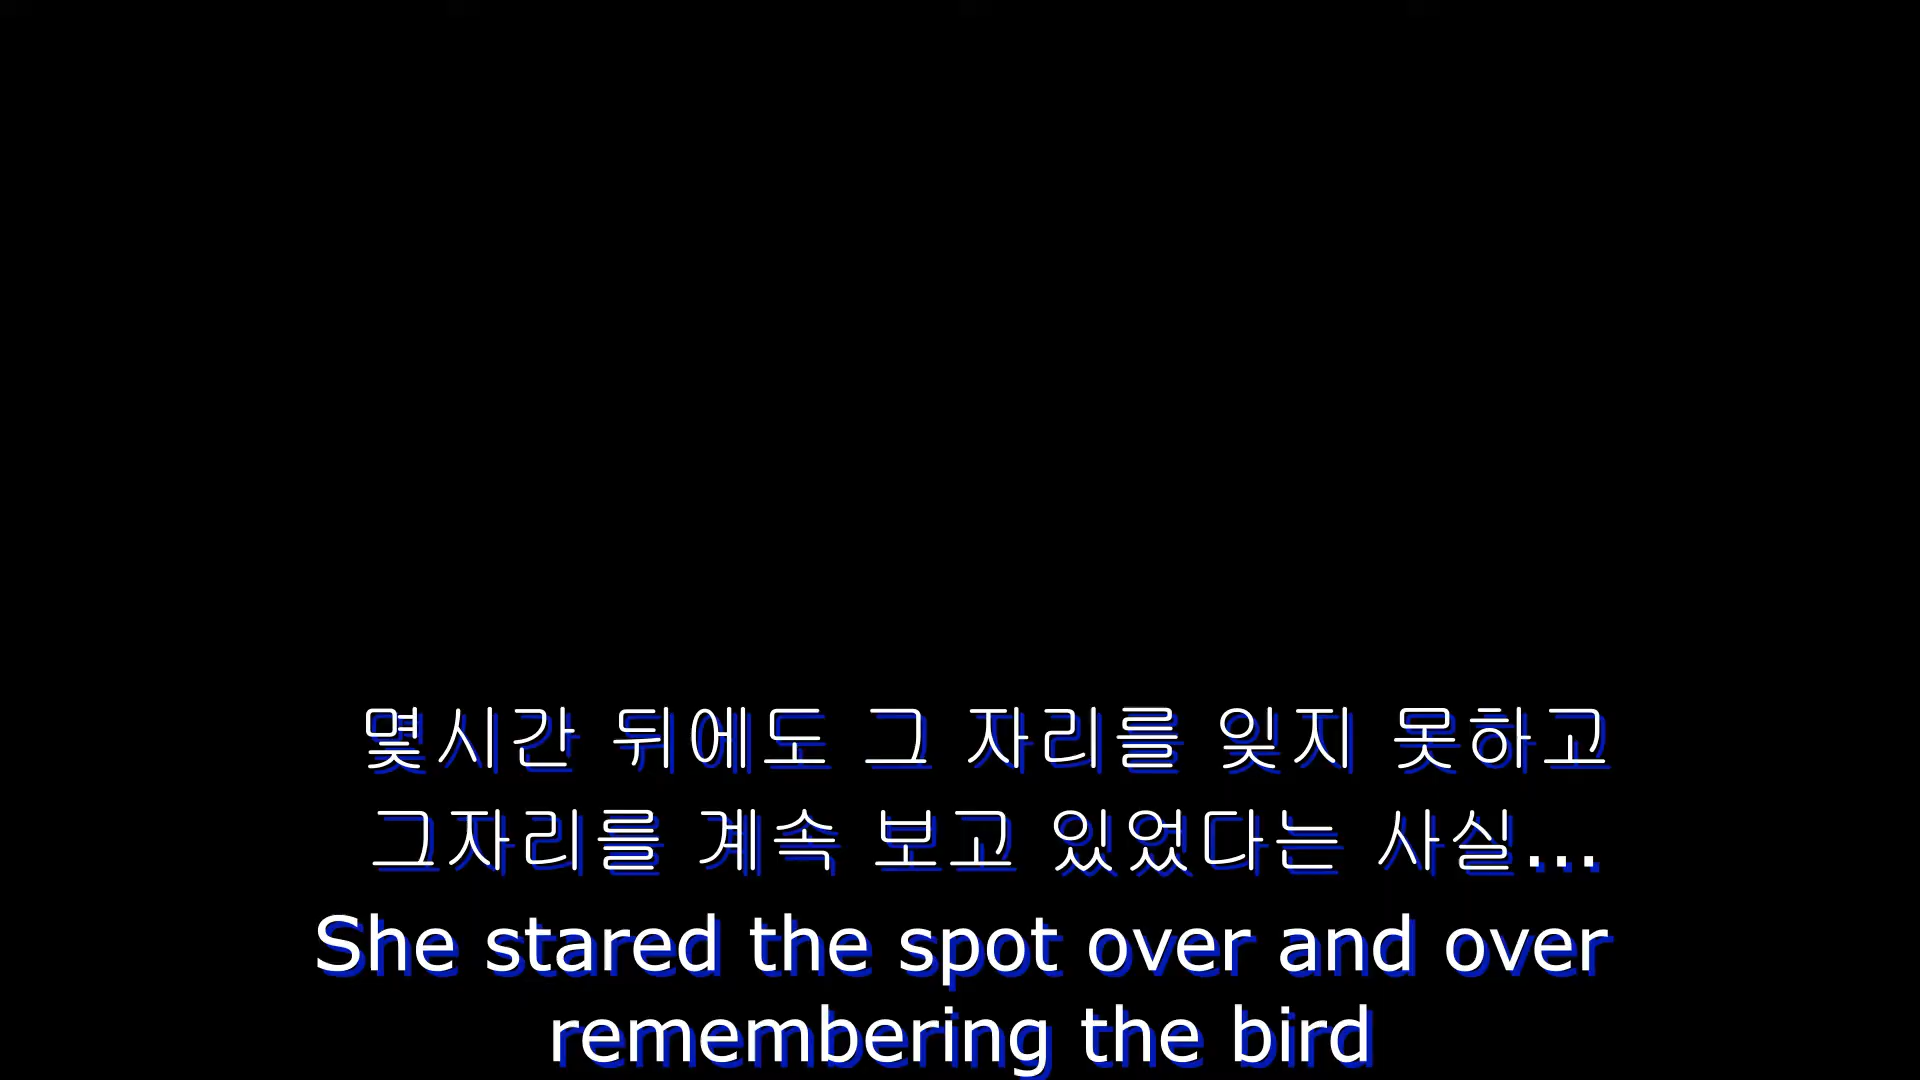 몇시간 뒤에도 그 자리를 잊지 못하고
그자리를 계속 보고 있었다는 사실...
She stared the spot over and over
remembering the bird